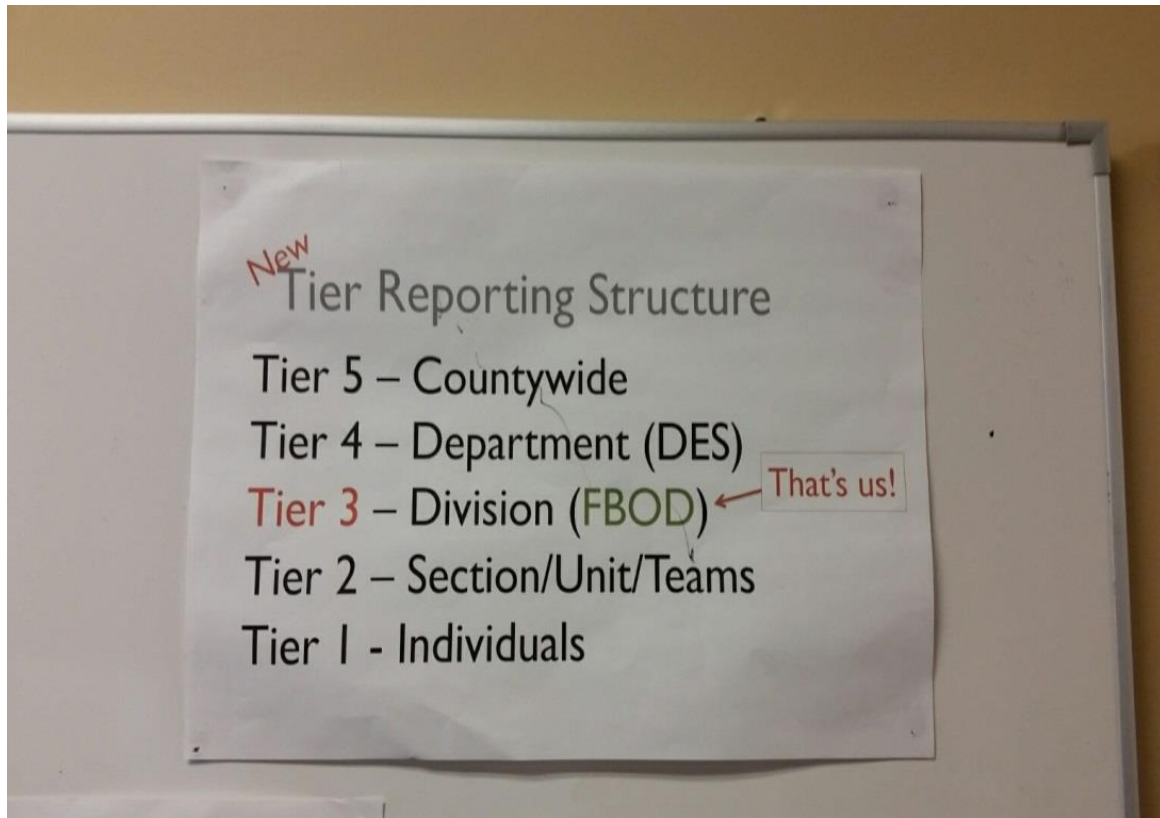 New
Tier Reporting Structure
Tier 5 – Countywide
Tier 4 – Department (DES)
Tier 3 – Division (FBOD)
That's us!
Tier 2 – Section/Unit/Teams
Tier 1 - Individuals